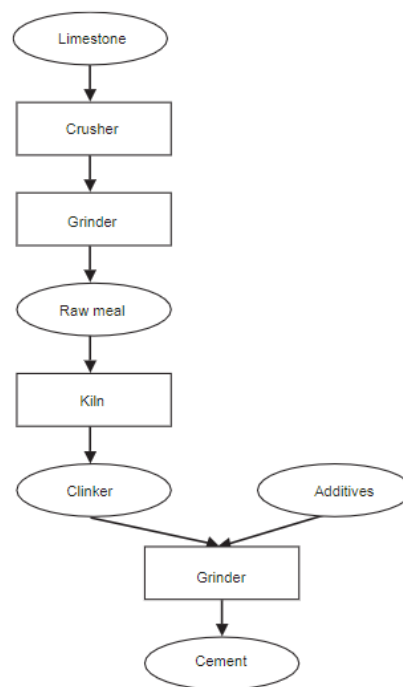 Limestone
Crusher
Grinder
Raw meal
Kiln
Clinker
Additives
Grinder
Cement